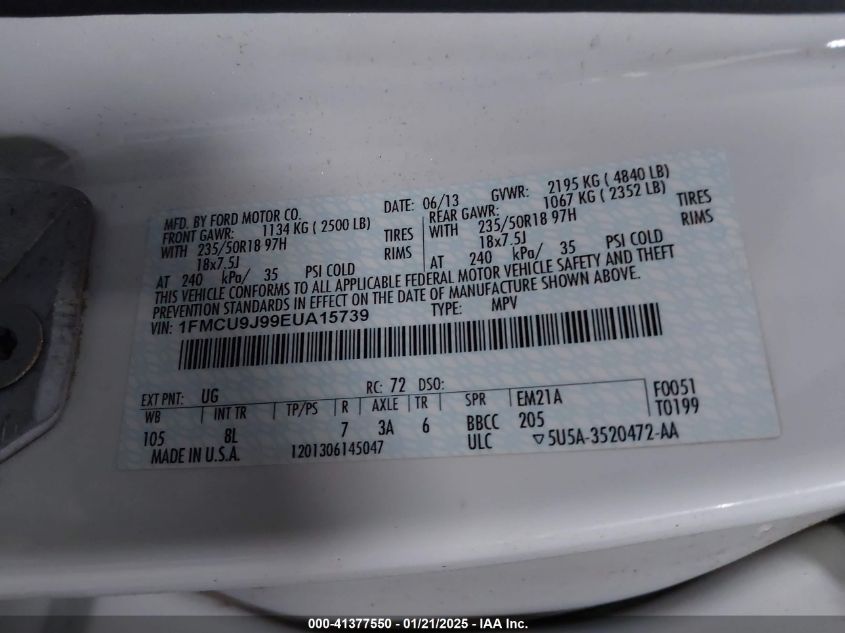 MFD. BY FORD MOTOR CO. DATE: 06/13 GVWR: 2195 KG ( 4840 LB)
FRONT GAWR: 1134 KG ( 2500 LB) REAR GAWR: 1067 KG ( 2352 LB)
WITH 235/50R18 97H TIRES WITH 235/50R18 97H TIRES
18x7.5J RIMS 18x7.5J RIMS
AT 240 kPa/ 35 PSI COLD AT 240 kPa/ 35 PSI COLD
THIS VEHICLE CONFORMS TO ALL APPLICABLE FEDERAL MOTOR VEHICLE SAFETY AND THEFT
PREVENTION STANDARDS IN EFFECT ON THE DATE OF MANUFACTURE SHOWN ABOVE.
VIN: 1FMCU9J99EUA15739 TYPE: MPV
EXT PNT: UG RC: 72 DSO:
WB INT TR TP/PS R AXLE TR SPR EM21A F0051
105 8L 7 3A 6 BBCC 205 T0199
MADE IN U.S.A. 1201306145047 ULC ▽5U5A-3520472-AA
000-41377550 / 01/21/2025 - IAA Inc.